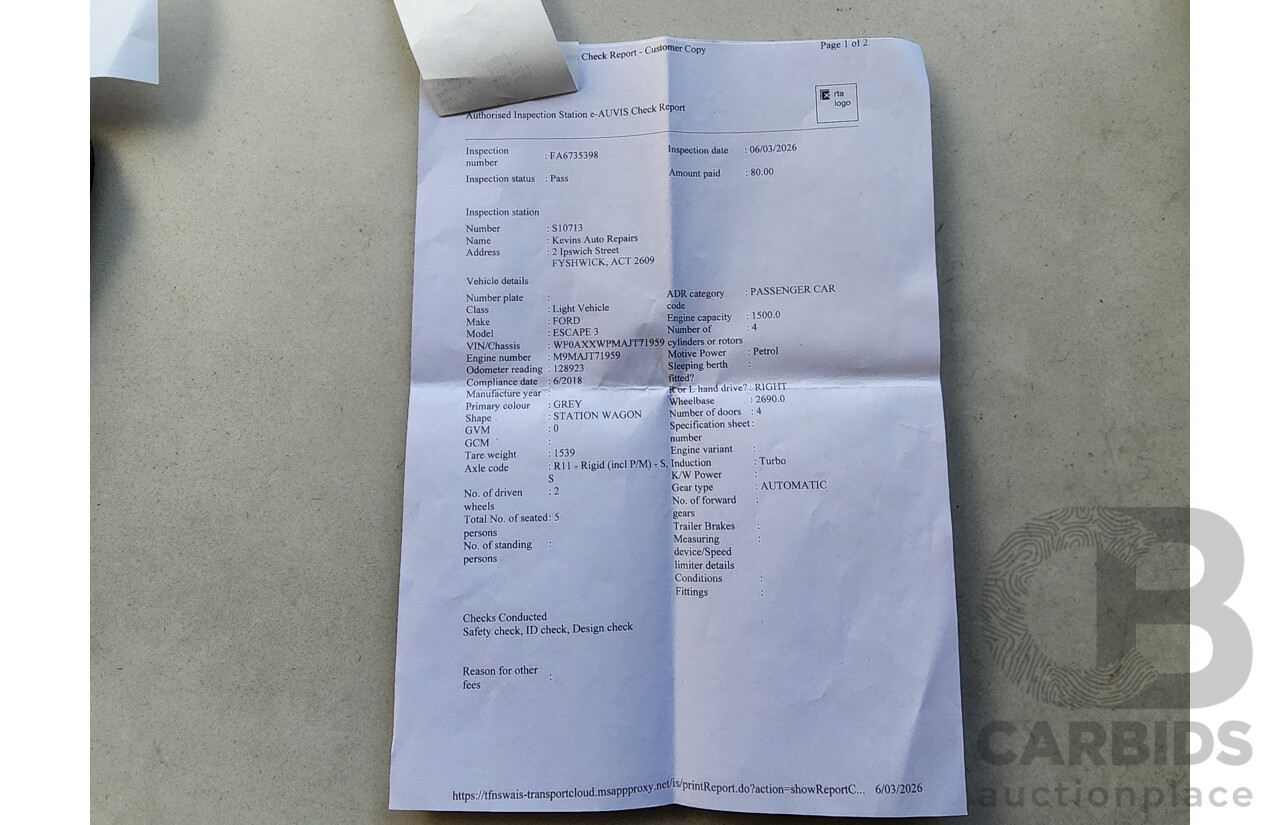 Check Report - Customer Copy
Page 1 of 2
rta
logo
Authorised Inspection Station e-AUVIS Check Report
Inspection number : EA6735398
Inspection date : 06/03/2026
Inspection status : Pass
Amount paid : 80.00
Inspection station
Number : S10713
Name : Kevins Auto Repairs
Address : 2 Ipswich Street
FYSHWICK, ACT 2609
Vehicle details
Number plate :
Class : Light Vehicle
Make : FORD
Model : ESCAPE 3
VIN/Chassis : WF0AXXWPMAJT71959
Engine number : M9MAJT71959
Odometer reading : 128923
Compliance date : 6/2018
Manufacture year :
Primary colour : GREY
Shape : STATION WAGON
GVM : 0
GCM :
Tare weight : 1539
Axle code : R11 - Rigid (incl P/M) - S,
S
No. of driven wheels : 2
Total No. of seated persons : 5
No. of standing persons :
ADR category code : PASSENGER CAR
Engine capacity : 1500.0
Number of cylinders or rotors : 4
Motive Power : Petrol
Sleeping berth fitted? :
R or L hand drive? : RIGHT
Wheelbase : 2690.0
Number of doors : 4
Specification sheet number :
Engine variant :
Induction : Turbo
K/W Power :
Gear type : AUTOMATIC
No. of forward gears :
Trailer Brakes :
Measuring device/Speed limiter details :
Conditions :
Fittings :
Checks Conducted
Safety check, ID check, Design check
Reason for other fees :
https://tfnswais-transportcloud.msappproxy.net/is/printReport.do?action=showReportC... 6/03/2026
CB
CARBIDS
auctionplace